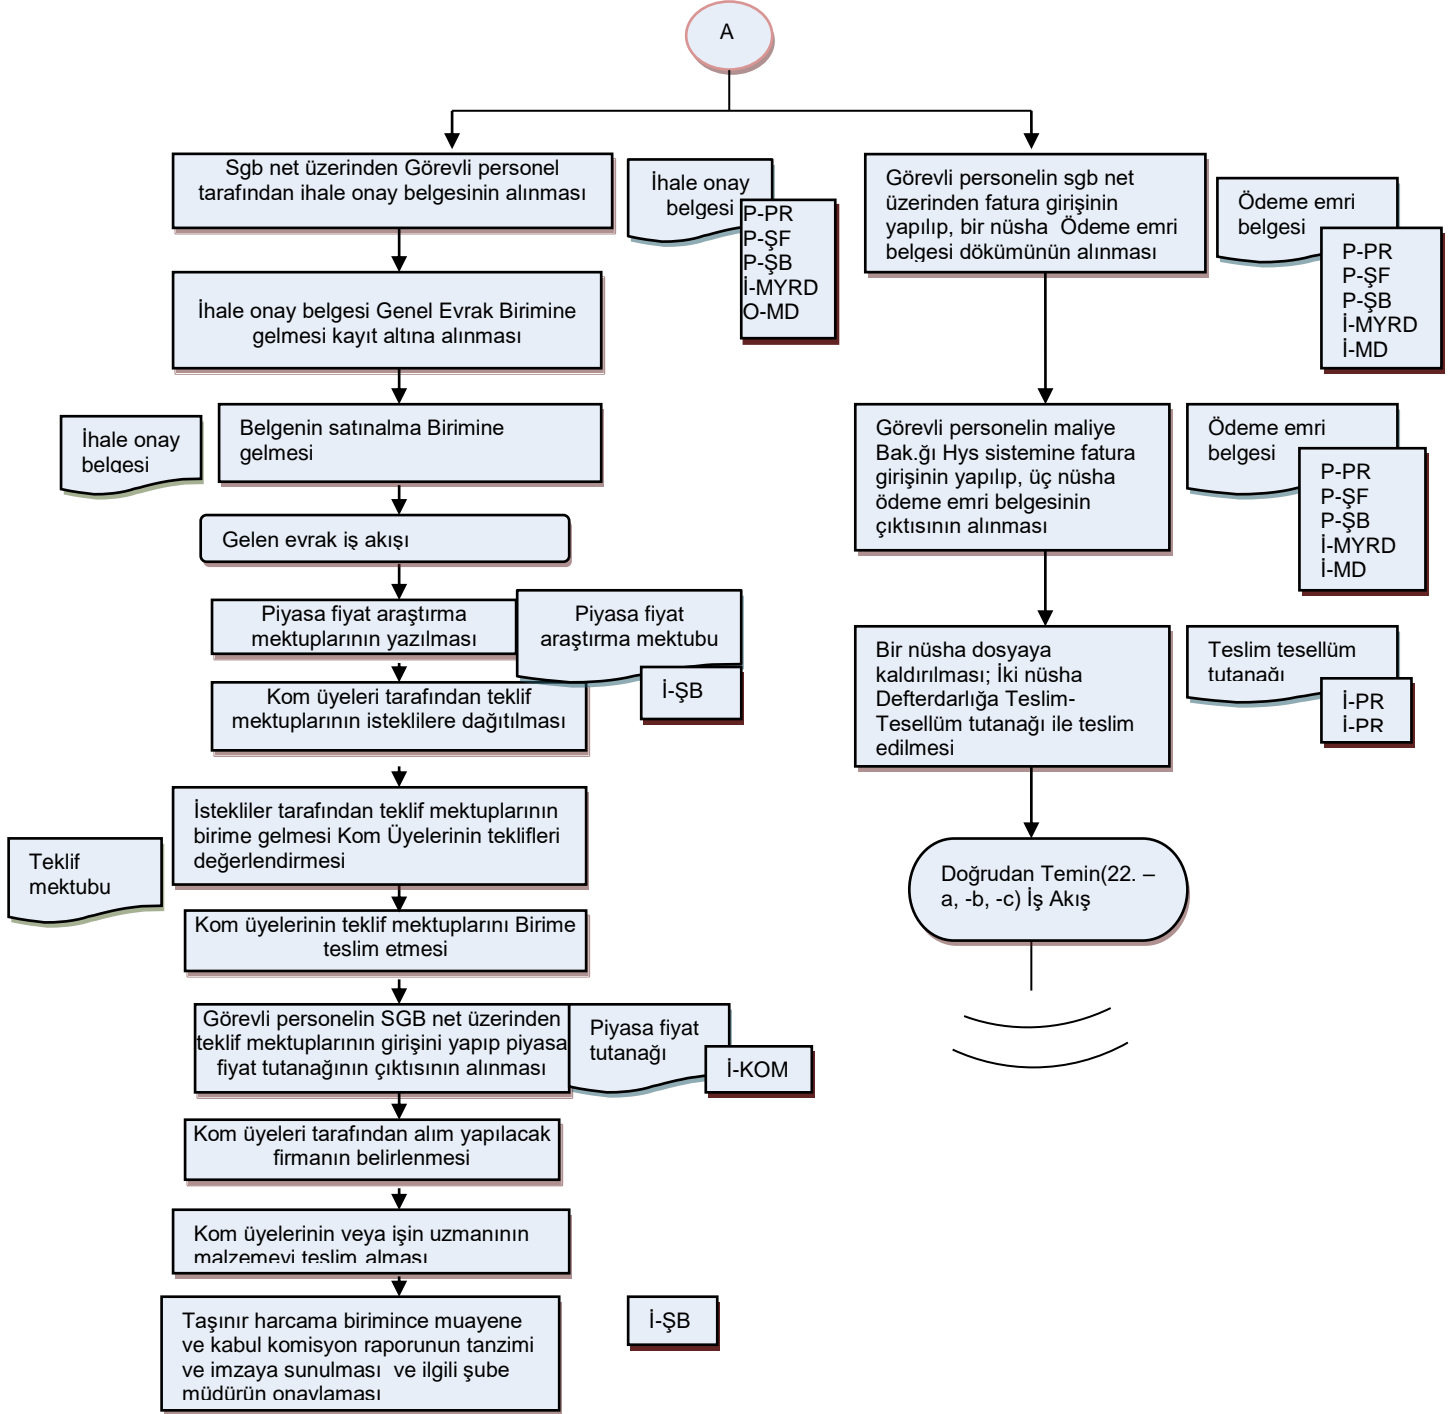 A
Sgb net üzerinden Görevli personel
tarafından ihale onay belgesinin alınması
İhale onay
belgesi
P-PR
P-ŞF
P-ŞB
İ-MYRD
O-MD
İhale onay belgesi Genel Evrak Birimine
gelmesi kayıt altına alınması
İhale onay
belgesi
Belgenin satınalma Birimine
gelmesi
Gelen evrak iş akışı
Piyasa fiyat araştırma
mektuplarının yazılması
Piyasa fiyat
araştırma mektubu
İ-ŞB
Kom üyeleri tarafından teklif
mektuplarının isteklilere dağıtılması
İstekliler tarafından teklif mektuplarının
birime gelmesi Kom Üyelerinin teklifleri
değerlendirmesi
Teklif
mektubu
Kom üyelerinin teklif mektuplarını Birime
teslim etmesi
Görevli personelin SGB net üzerinden
teklif mektuplarının girişini yapıp piyasa
fiyat tutanağının çıktısının alınması
Piyasa fiyat
tutanağı
İ-KOM
Kom üyeleri tarafından alım yapılacak
firmanın belirlenmesi
Kom üyelerinin veya işin uzmanının
malzemeyi teslim alması
Taşınır harcama birimince muayene
ve kabul komisyon raporunun tanzimi
ve imzaya sunulması ve ilgili şube
müdürün onaylaması
İ-ŞB
Görevli personelin sgb net
üzerinden fatura girişinin
yapılıp, bir nüsha Ödeme emri
belgesi dökümünün alınması
Ödeme emri
belgesi
P-PR
P-ŞF
P-ŞB
İ-MYRD
İ-MD
Görevli personelin maliye
Bak.ğı Hys sistemine fatura
girişinin yapılıp, üç nüsha
ödeme emri belgesinin
çıktısının alınması
Ödeme emri
belgesi
P-PR
P-ŞF
P-ŞB
İ-MYRD
İ-MD
Bir nüsha dosyaya
kaldırılması; İki nüsha
Defterdarlığa Teslim-
Tesellüm tutanağı ile teslim
edilmesi
Teslim tesellüm
tutanağı
İ-PR
İ-PR
Doğrudan Temin(22. –
a, -b, -c) İş Akış